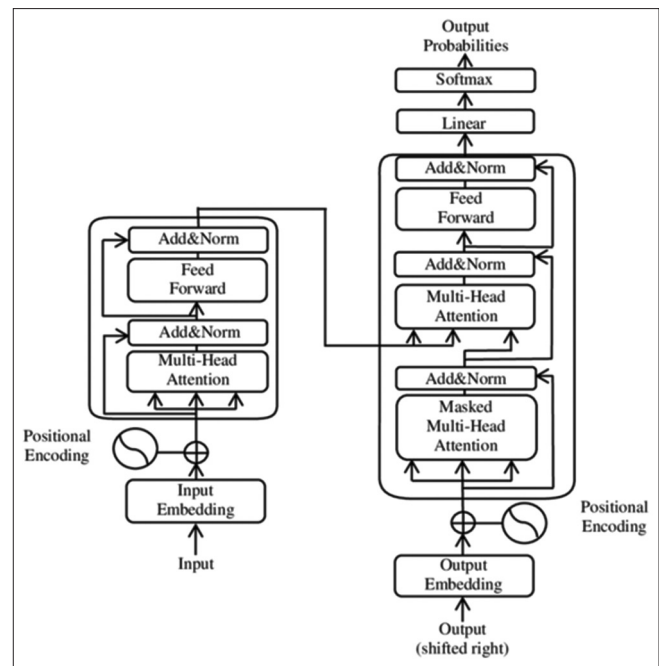 Output
Probabilities
Softmax
Linear
Add&Norm
Feed
Forward
Add&Norm
Multi-Head
Attention
Add&Norm
Masked
Multi-Head
Attention
Positional
Encoding
Output
Embedding
Output
(shifted right)
Add&Norm
Feed
Forward
Add&Norm
Multi-Head
Attention
Positional
Encoding
Input
Embedding
Input